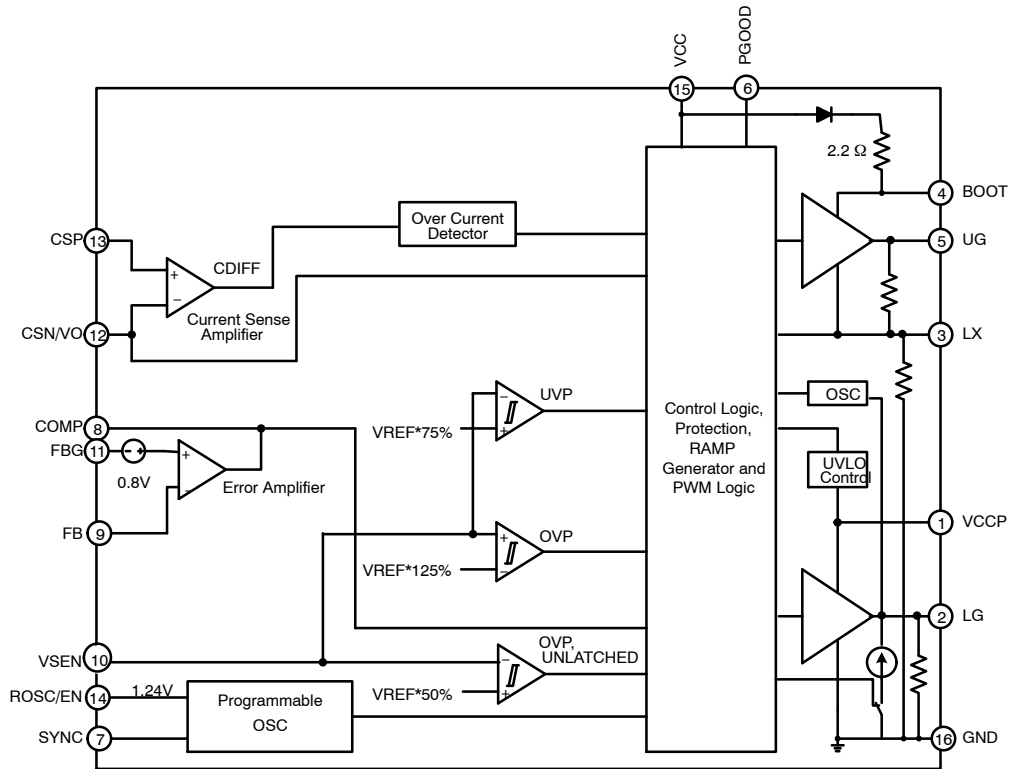 VCC
PGOOD
15
6
2.2 Ω
4
BOOT
Over Current
Detector
CSP
13
5
UG
CDIFF
+
−
Current Sense
Amplifier
CSN/VO
12
3
LX
OSC
UVP
−
+
VREF*75%
Control Logic,
Protection,
RAMP
Generator and
PWM Logic
COMP
8
FBG
11
- +
0.8V
+
−
Error Amplifier
UVLO
Control
FB
9
1
VCCP
OVP
+
−
VREF*125%
2
LG
OVP,
UNLATCHED
VSEN
10
−
+
VREF*50%
ROSC/EN
14
1.24V
Programmable
OSC
SYNC
7
16
GND